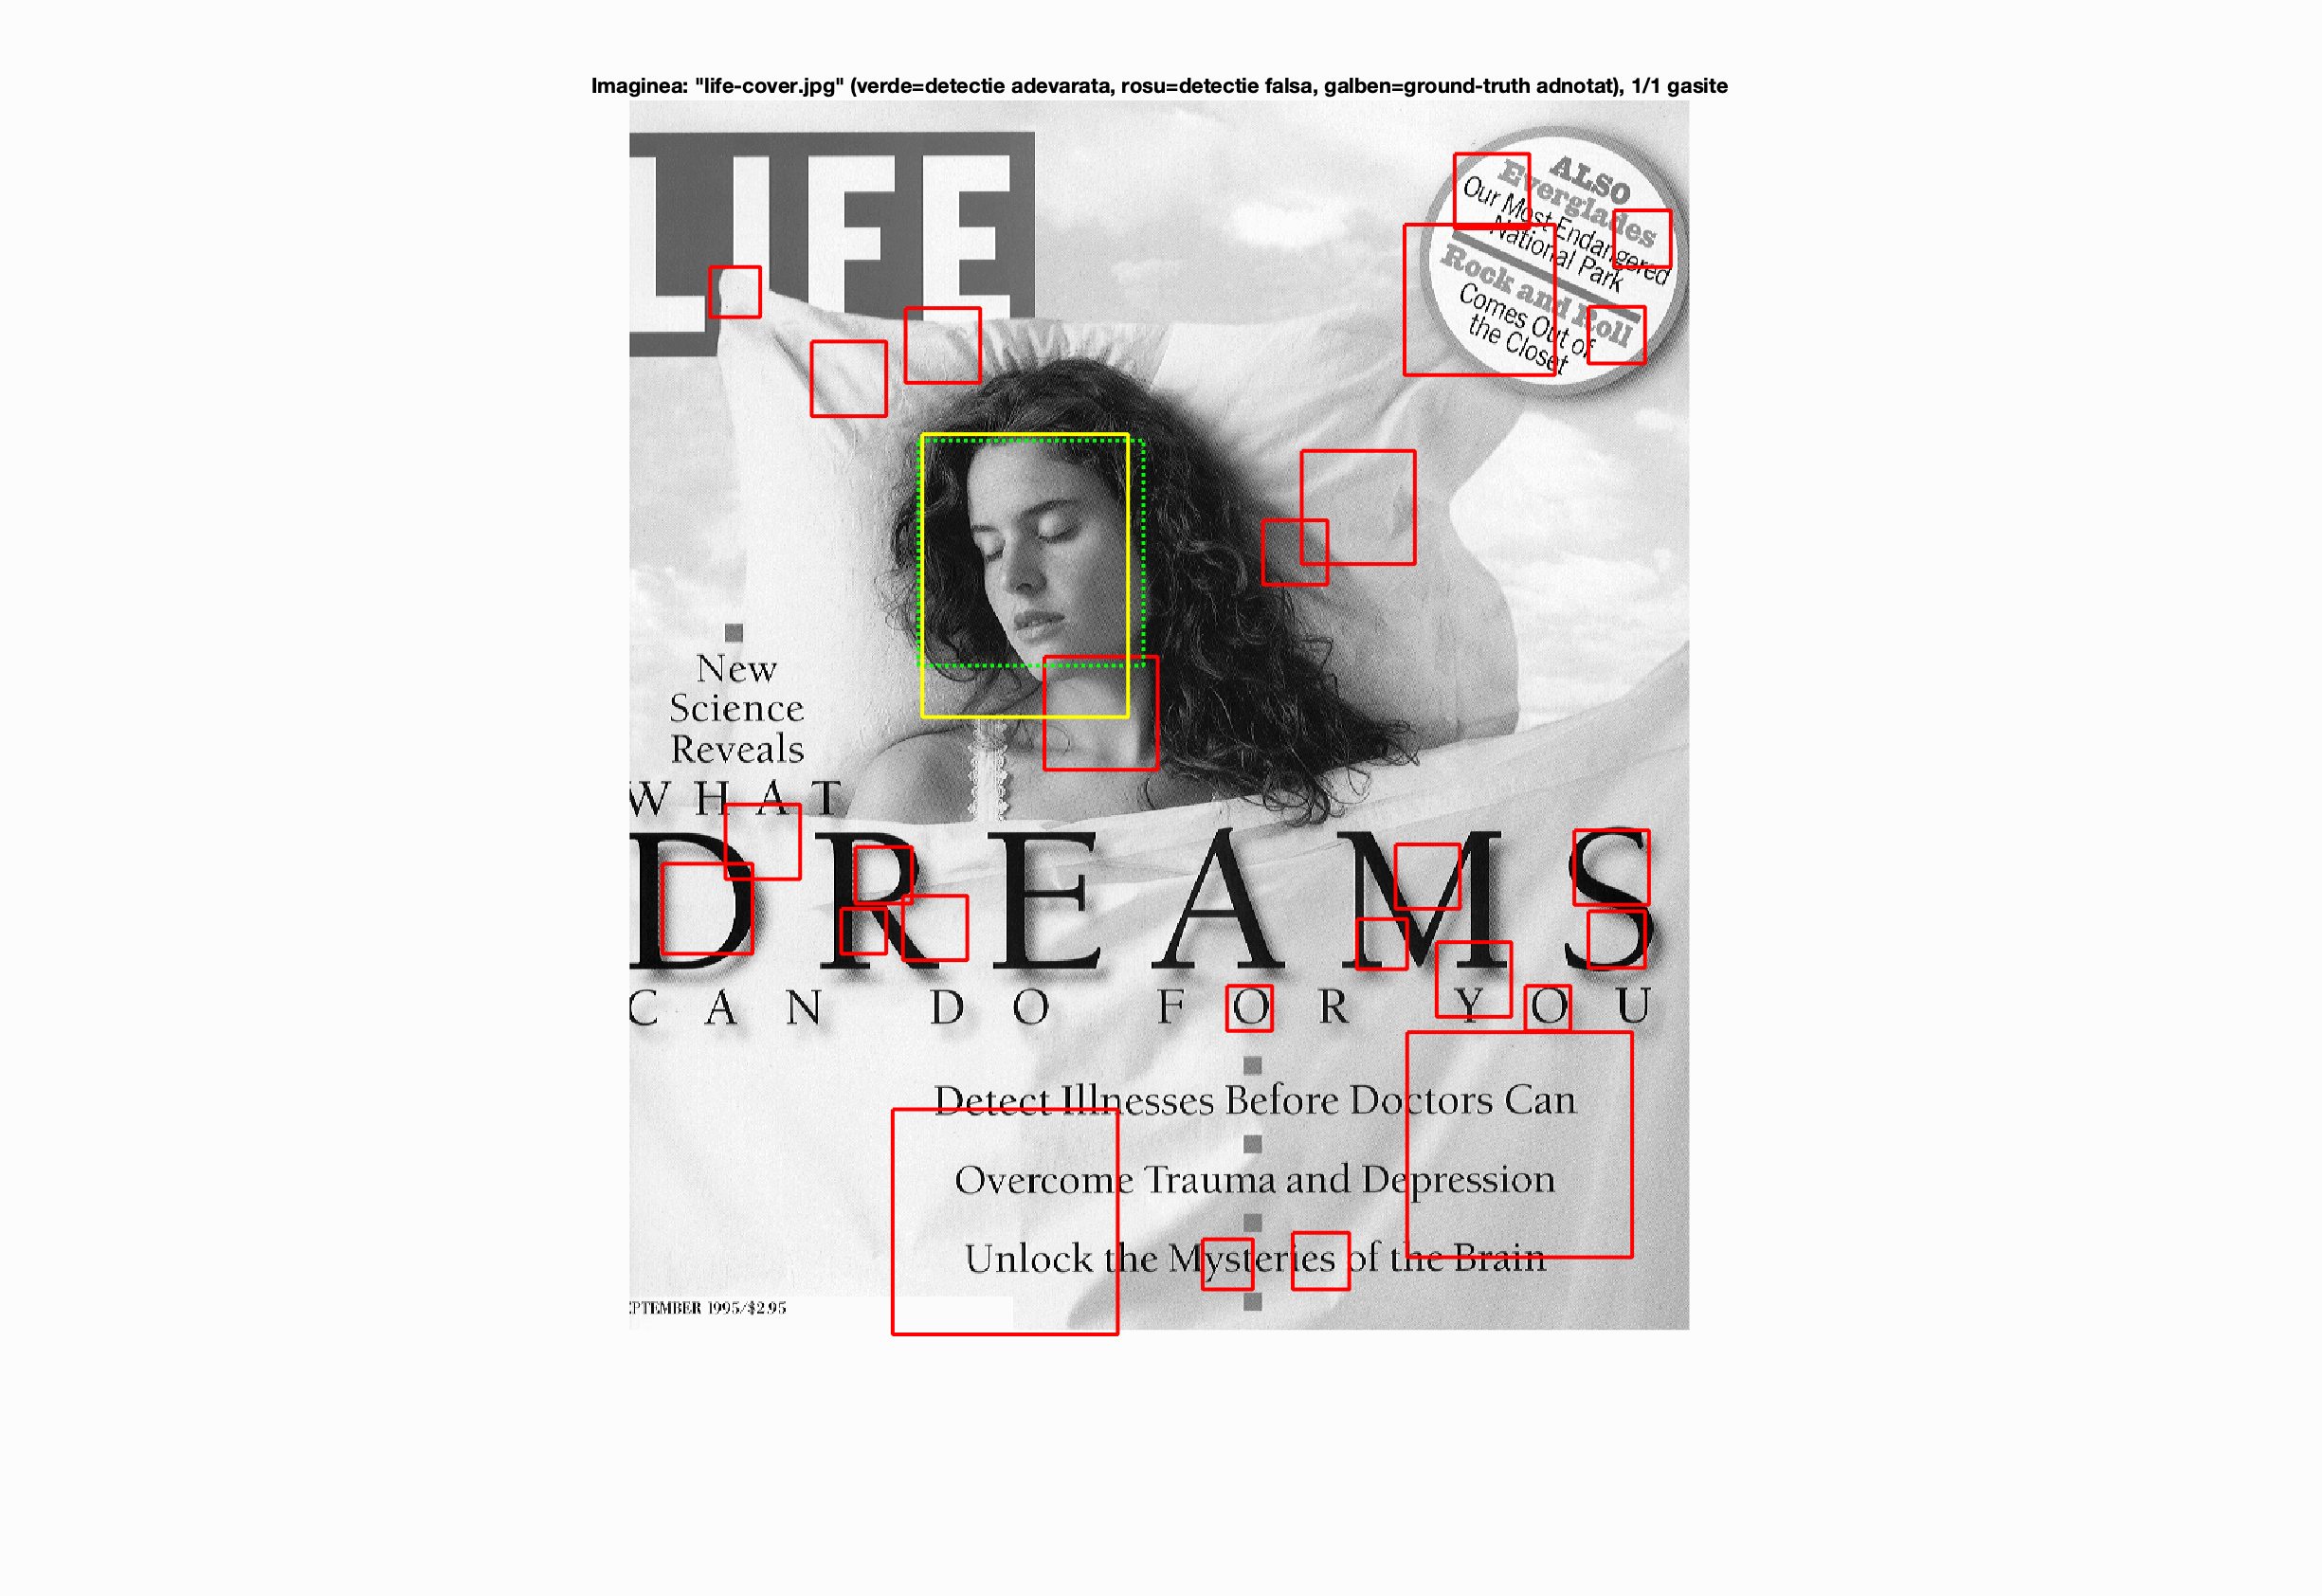 Imaginea: "life-cover.jpg" (verde=detectie adevarata, rosu=detectie falsa, galben=ground-truth adnotat), 1/1 gasite
LIFE
ALSO
Everglades
Our Most Endangered
National Park
Rock and Roll
Comes Out of
the Closet
New
Science
Reveals
WHAT
DREAMS
CAN DO FOR YOU
Detect Illnesses Before Doctors Can
Overcome Trauma and Depression
Unlock the Mysteries of the Brain
EPTEMBER 1995/$2.95